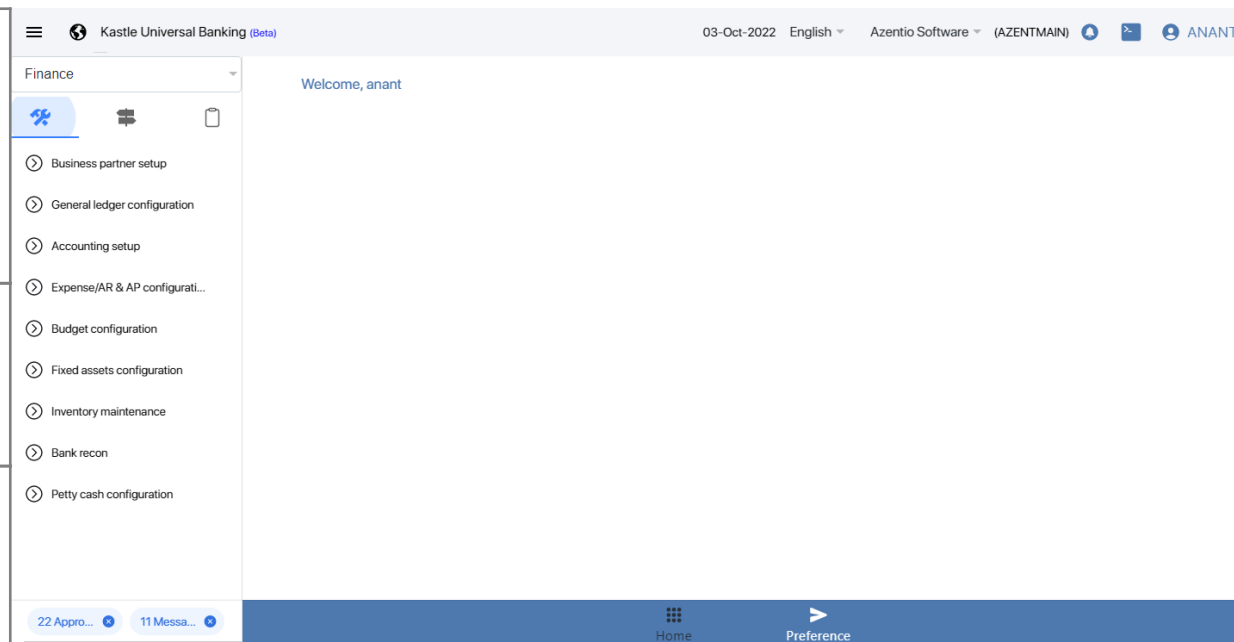 Kastle Universal Banking (Beta)
03-Oct-2022 English Azentio Software (AZENTMAIN) ANANT
Finance
Welcome, anant
Business partner setup
General ledger configuration
Accounting setup
Expense/AR & AP configurati...
Budget configuration
Fixed assets configuration
Inventory maintenance
Bank recon
Petty cash configuration
22 Appro... 11 Messa...
Home Preference